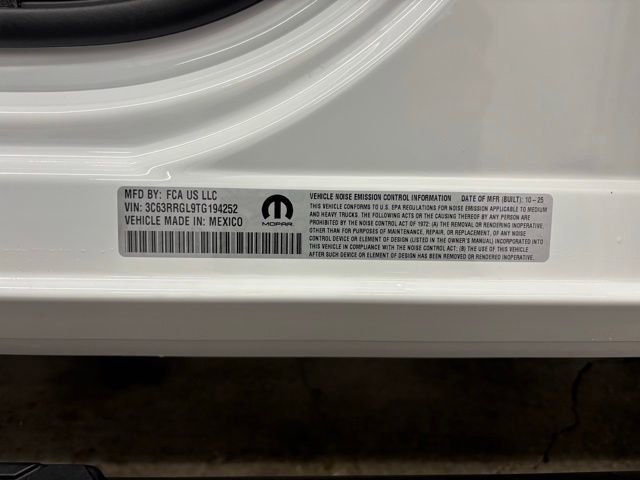 MFD BY: FCA US LLC
VIN: 3C63RRGL9TG194252
VEHICLE MADE IN: MEXICO
MOPAR
VEHICLE NOISE EMISSION CONTROL INFORMATION DATE OF MFR (BUILT): 10-25
THIS VEHICLE CONFORMS TO U.S. EPA REGULATIONS FOR NOISE EMISSION APPLICABLE TO MEDIUM
AND HEAVY TRUCKS. THE FOLLOWING ACTS OR THE CAUSING THEREOF BY ANY PERSON ARE
PROHIBITED BY THE NOISE CONTROL ACT OF 1972: (A) THE REMOVAL OR RENDERING INOPERATIVE,
OTHER THAN FOR PURPOSES OF MAINTENANCE, REPAIR, OR REPLACEMENT, OF ANY NOISE
CONTROL DEVICE OR ELEMENT OF DESIGN (LISTED IN THE OWNER'S MANUAL) INCORPORATED INTO
THIS VEHICLE IN COMPLIANCE WITH THE NOISE CONTROL ACT; (B) THE USE OF THIS VEHICLE
AFTER SUCH DEVICE OR ELEMENT OF DESIGN HAS BEEN REMOVED OR RENDERED INOPERATIVE.